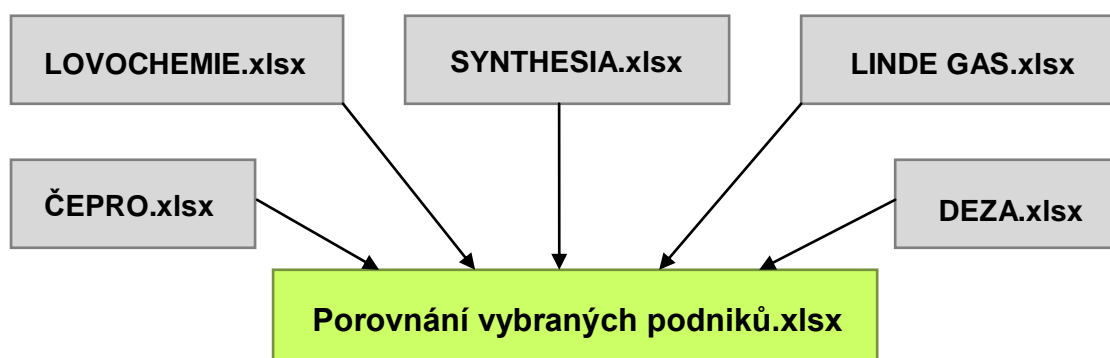 LOVOCHEMIE.xlsx
SYNTHESIA.xlsx
LINDE GAS.xlsx
ČEPRO.xlsx
DEZA.xlsx
Porovnání vybraných podniků.xlsx